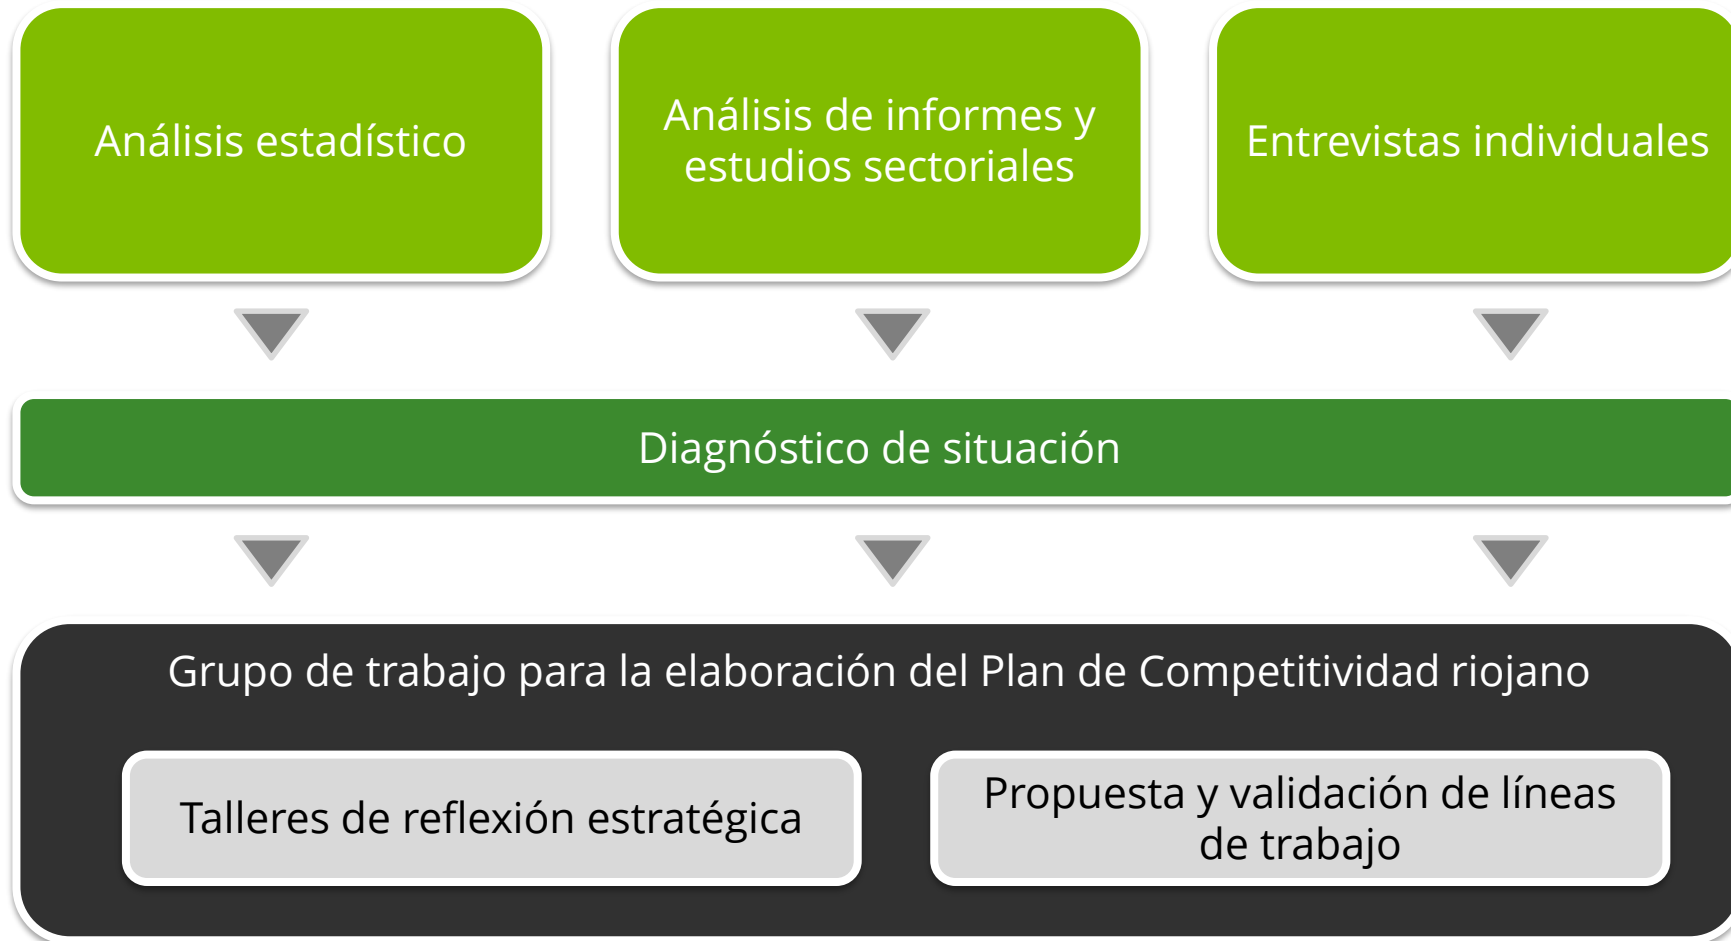 Análisis estadístico
Análisis de informes y
estudios sectoriales
Entrevistas individuales
Diagnóstico de situación
Grupo de trabajo para la elaboración del Plan de Competitividad riojano
Talleres de reflexión estratégica
Propuesta y validación de líneas
de trabajo